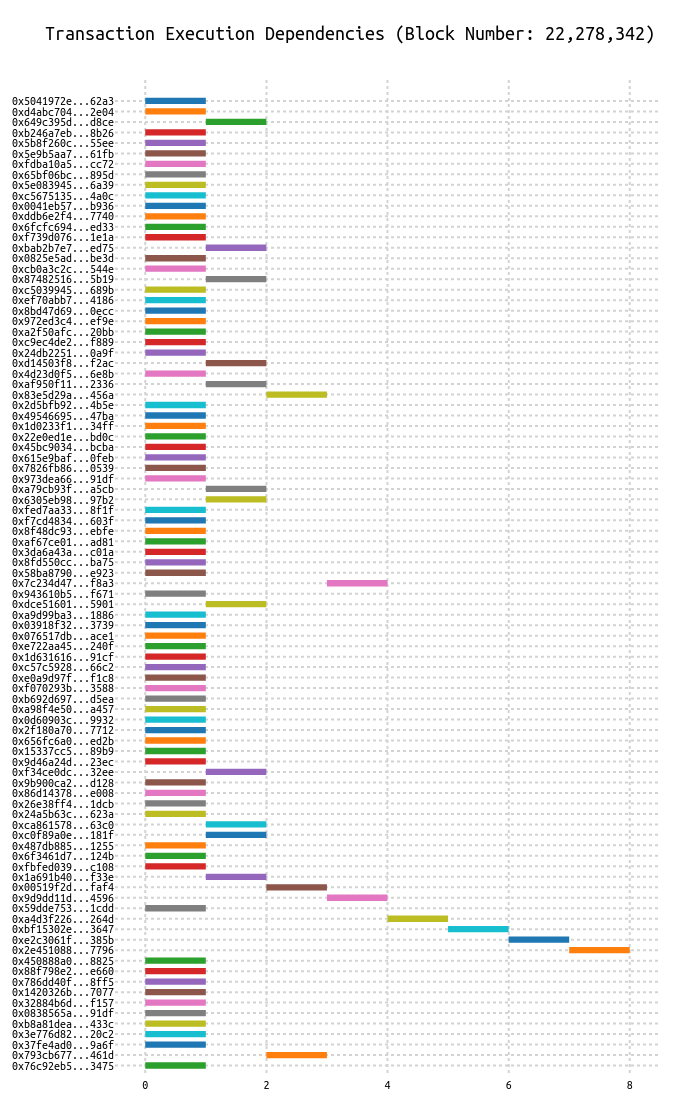 Transaction Execution Dependencies (Block Number: 22,278,342)
0x5041972e...62a3
0xd4abc704...2e04
0x649c395d...d8ce
0xb246a7eb...8b26
0x5b8f260c...55ee
0x5e9b5aa7...61fb
0xfdba10a5...cc72
0x65bf06bc...895d
0x5e083945...6a39
0xc5675135...4a0c
0x0041eb57...b936
0xddb6e2f4...7740
0x6fcfc694...ed33
0xf739d076...1e1a
0xbab2b7e7...ed75
0x0825e5ad...be3d
0xcb0a3c2c...544e
0x87482516...5b19
0xc5039945...689b
0xef70abb7...4186
0x8bd47d69...0ecc
0x972ed3c4...ef9e
0xa2f50afc...20bb
0xc9ec4de2...f889
0x24db2251...0a9f
0xd14503f8...f2ac
0x4d23d0f5...6e8b
0xaf950f11...2336
0x83e5d29a...456a
0x2d5bfb92...4b5e
0x49546695...47ba
0x1d0233f1...34ff
0x22e0ed1e...bd0c
0x45bc9034...bcba
0x615e9baf...0feb
0x7826fb86...0539
0x973dea66...91df
0xa79cb93f...a5cb
0x6305eb98...97b2
0xfed7aa33...8f1f
0xf7cd4834...603f
0x8f48dc93...ebfe
0xaf67ce01...ad81
0x3da6a43a...c01a
0x8fd550cc...ba75
0x58ba8790...e923
0x7c234d47...f8a3
0x943610b5...f671
0xdce51601...5901
0xa9d99ba3...1886
0x03918f32...3739
0x076517db...ace1
0xe722aa45...240f
0x1d631616...91cf
0xc57c5928...66c2
0xe0a9d97f...f1c8
0xf070293b...3588
0xb692d697...d5ea
0xa98f4e50...a457
0x0d60903c...9932
0x2f180a70...7712
0x656fc6a0...ed2b
0x15337cc5...89b9
0x9d46a24d...23ec
0xf34ce0dc...32ee
0x9b900ca2...d128
0x86d14378...e008
0x26e38ff4...1dcb
0x24a5b63c...623a
0xca861578...63c0
0xc0f89a0e...181f
0x487db885...1255
0x6f3461d7...124b
0xfbfed039...c108
0x1a691b40...f33e
0x00519f2d...faf4
0x9d9dd11d...4596
0x59dde753...1cdd
0xa4d3f226...264d
0xbf15302e...3647
0xe2c3061f...385b
0x2e451088...7796
0x450888a0...8825
0x88f798e2...e660
0x786dd40f...8ff5
0x1420326b...7077
0x32884b6d...f157
0x0838565a...91df
0xb8a81dea...433c
0x3e776d82...20c2
0x37fe4ad0...9a6f
0x793cb677...461d
0x76c92eb5...3475
0 2 4 6 8